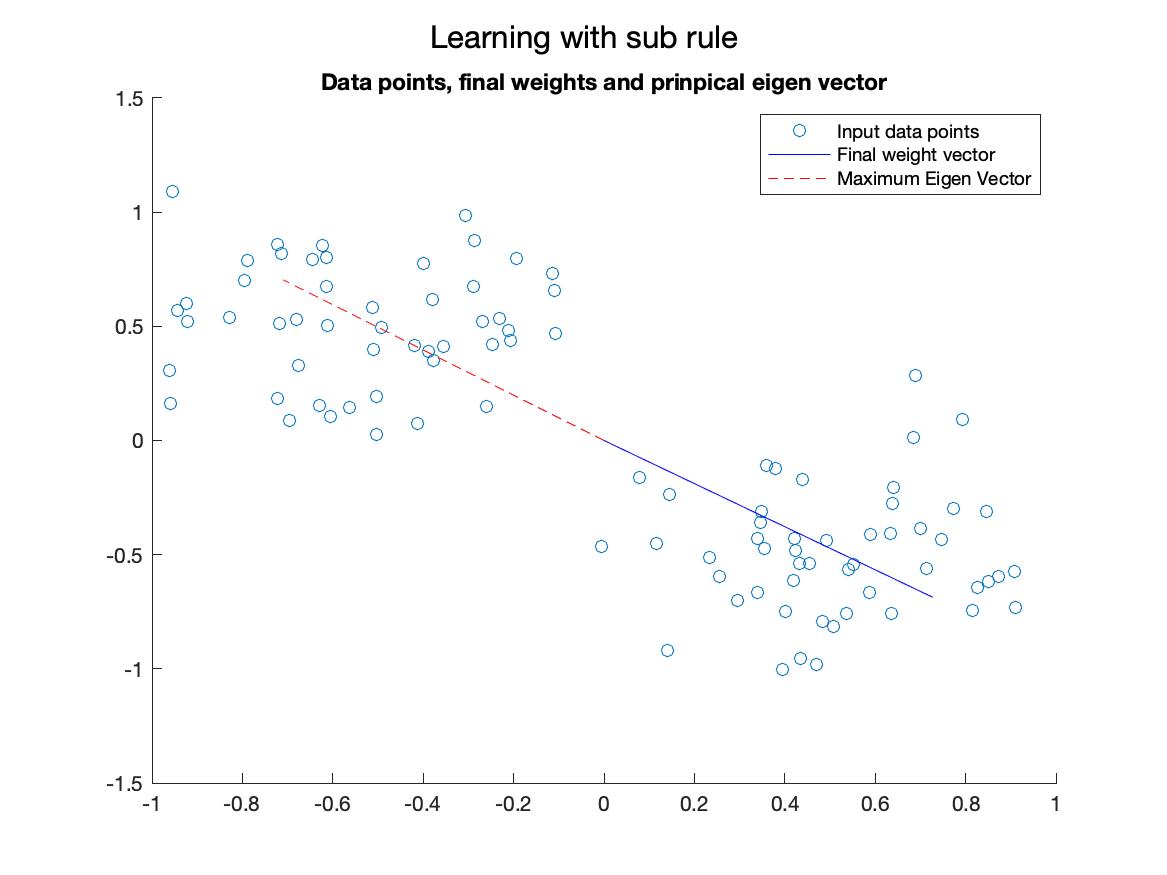 Learning with sub rule
Data points, final weights and prinpical eigen vector
Input data points
Final weight vector
Maximum Eigen Vector
1.5
1
0.5
0
-0.5
-1
-1.5
-1 -0.8 -0.6 -0.4 -0.2 0 0.2 0.4 0.6 0.8 1